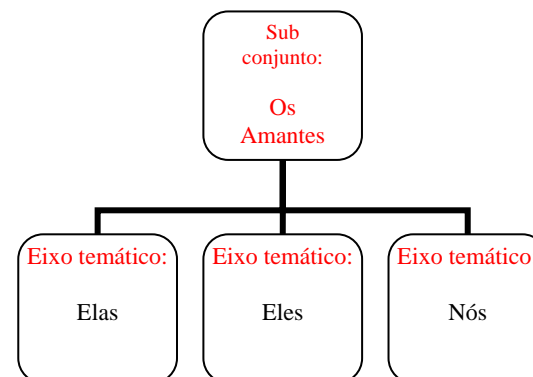 Sub
conjunto:
Os
Amantes
Eixo temático:
Elas
Eixo temático:
Eles
Eixo temático
Nós